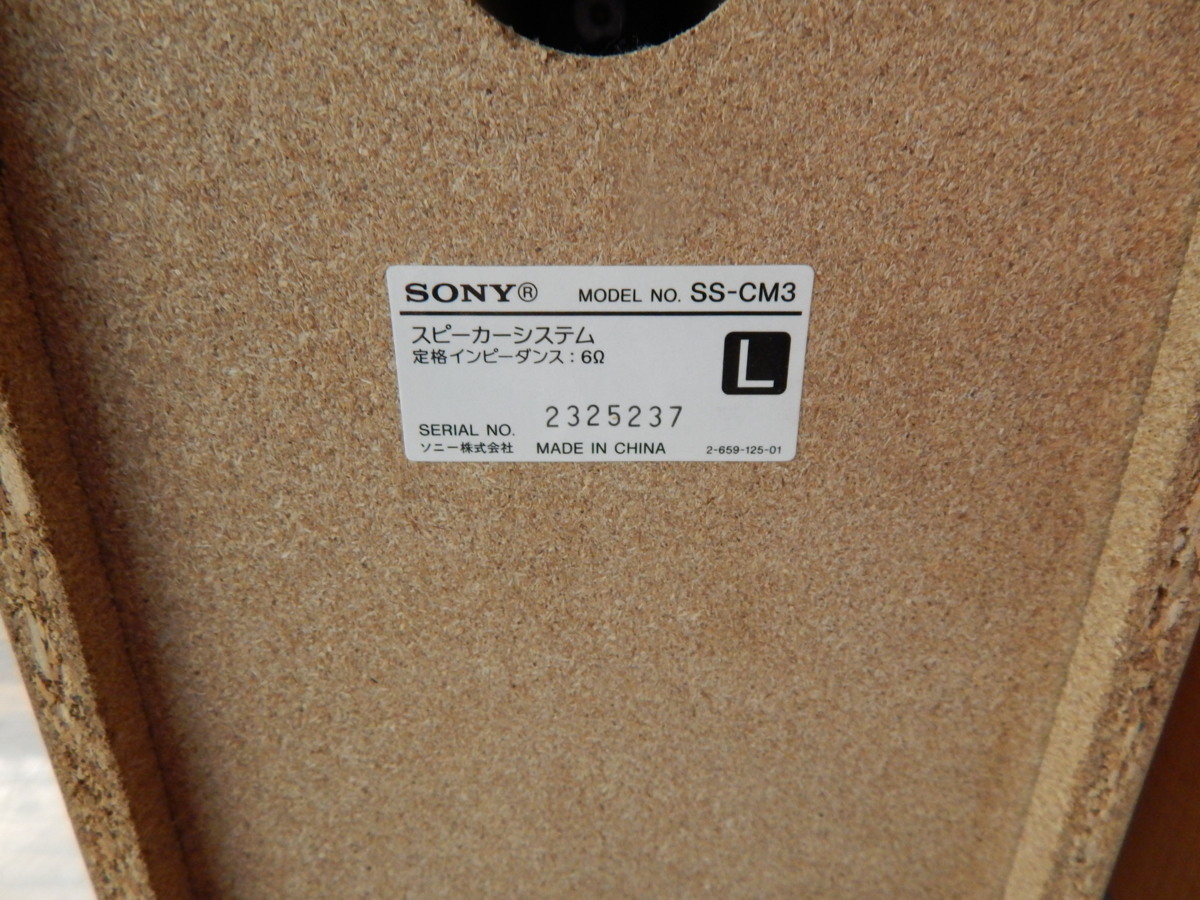 SONY® MODEL NO. SS-CM3
スピーカーシステム
定格インピーダンス：6Ω
L
SERIAL NO. 2325237
ソニー株式会社 MADE IN CHINA 2-659-125-01